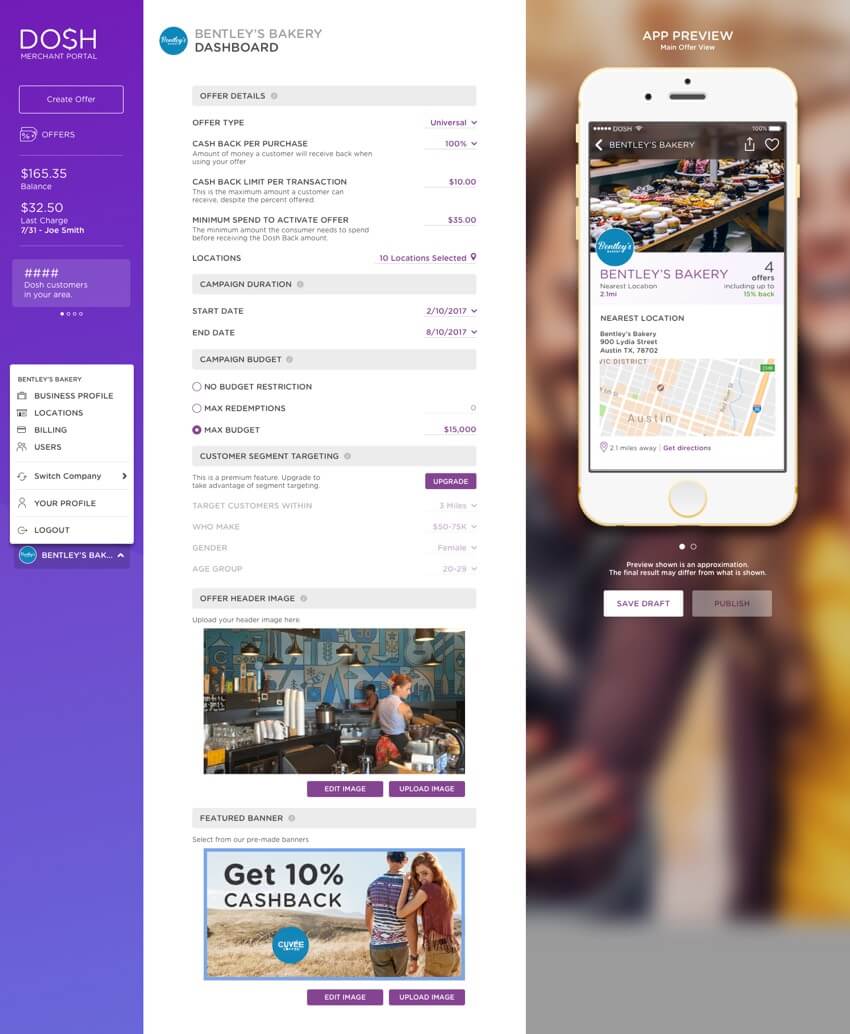 DOSH
MERCHANT PORTAL
Create Offer
OFFERS
$165.35
Balance
$32.50
Last Charge
7/31 - Joe Smith
####
Dosh customers
in your area.
BENTLEY'S BAKERY
BUSINESS PROFILE
LOCATIONS
BILLING
USERS
Switch Company
YOUR PROFILE
LOGOUT
Bentley's
BENTLEY'S BAK...
Bentley's
BENTLEY'S BAKERY
DASHBOARD
OFFER DETAILS
OFFER TYPE Universal
CASH BACK PER PURCHASE 100%
Amount of money a customer will receive back when
using your offer
CASH BACK LIMIT PER TRANSACTION $10.00
This is the maximum amount a customer can
receive, despite the percent offered.
MINIMUM SPEND TO ACTIVATE OFFER $35.00
The minimum amount the consumer needs to spend
before receiving the Dosh Back amount.
LOCATIONS 10 Locations Selected
CAMPAIGN DURATION
START DATE 2/10/2017
END DATE 8/10/2017
CAMPAIGN BUDGET
NO BUDGET RESTRICTION
MAX REDEMPTIONS 0
MAX BUDGET $15,000
CUSTOMER SEGMENT TARGETING
This is a premium feature. Upgrade to
take advantage of segment targeting.
UPGRADE
TARGET CUSTOMERS WITHIN 3 Miles
WHO MAKE $50-75K
GENDER Female
AGE GROUP 20-29
OFFER HEADER IMAGE
Upload your header image here
EDIT IMAGE UPLOAD IMAGE
FEATURED BANNER
Select from our pre-made banners
Get 10%
CASHBACK
CUVÉE
COFFEE
EDIT IMAGE UPLOAD IMAGE
APP PREVIEW
Main Offer View
DOSH 100%
BENTLEY'S BAKERY
Bentley's
BAKERY
BENTLEY'S BAKERY
Nearest Location
2.1mi
4
offers
including up to
15% back
NEAREST LOCATION
Bentley's Bakery
900 Lydia Street
Austin TX, 78702
VIC DISTRICT
Austin
2.1 miles away | Get directions
Preview shown is an approximation.
The final result may differ from what is shown.
SAVE DRAFT PUBLISH